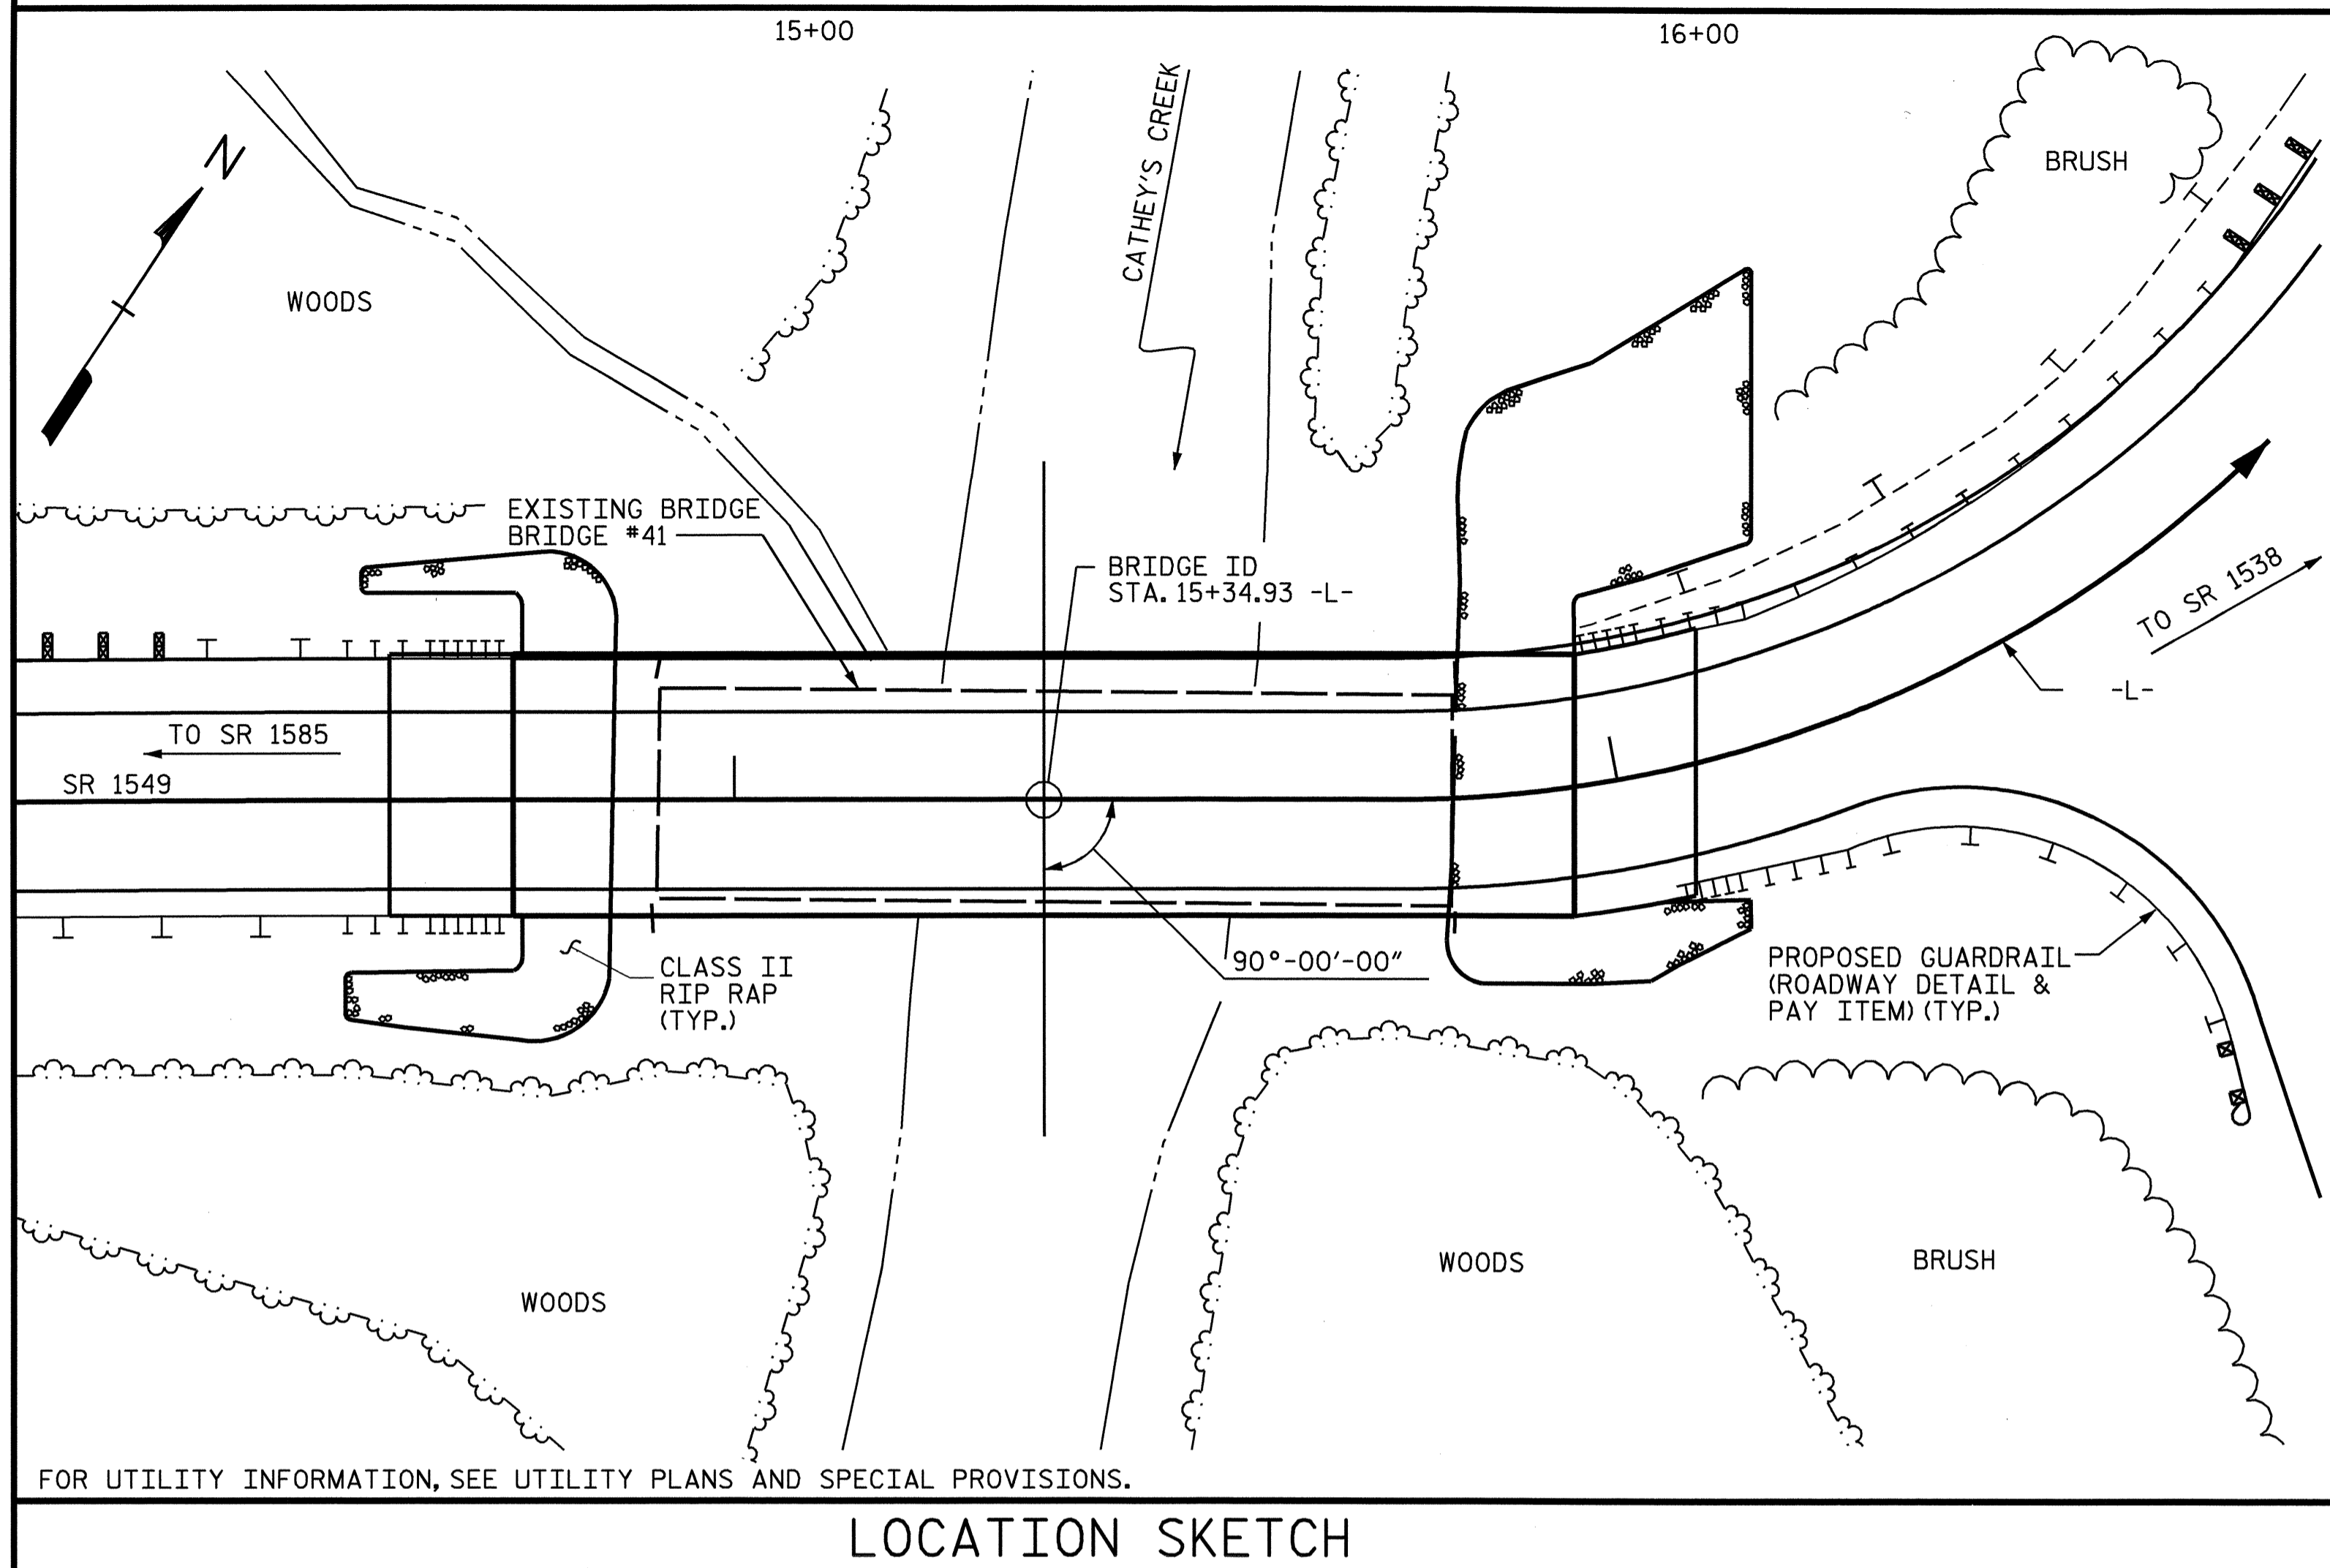 15+00
16+00
CATHEY'S CREEK
N
BRUSH
WOODS
EXISTING BRIDGE
BRIDGE #41
BRIDGE ID
STA. 15+34.93 -L-
TO SR 1538
-L-
TO SR 1585
SR 1549
90°-00'-00"
CLASS II
RIP RAP
(TYP.)
PROPOSED GUARDRAIL
(ROADWAY DETAIL &
PAY ITEM) (TYP.)
WOODS
BRUSH
WOODS
FOR UTILITY INFORMATION, SEE UTILITY PLANS AND SPECIAL PROVISIONS.
LOCATION SKETCH